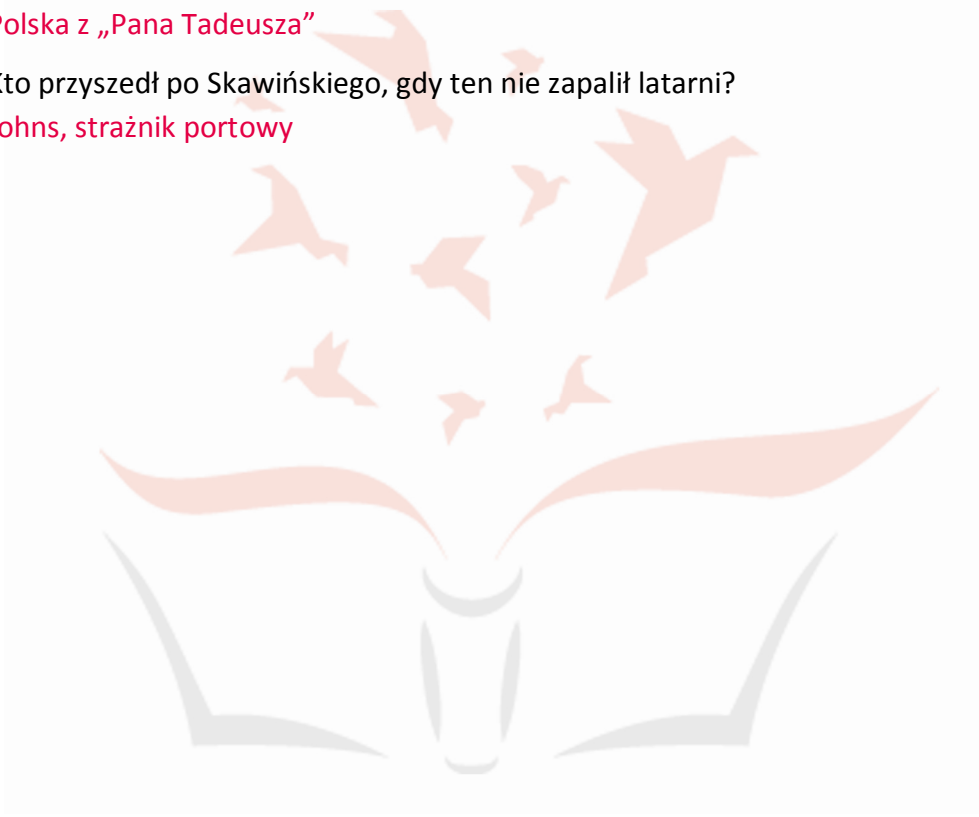 Polska z „Pana Tadeusza”
Kto przyszedł po Skawińskiego, gdy ten nie zapalił latarni?
Johns, strażnik portowy